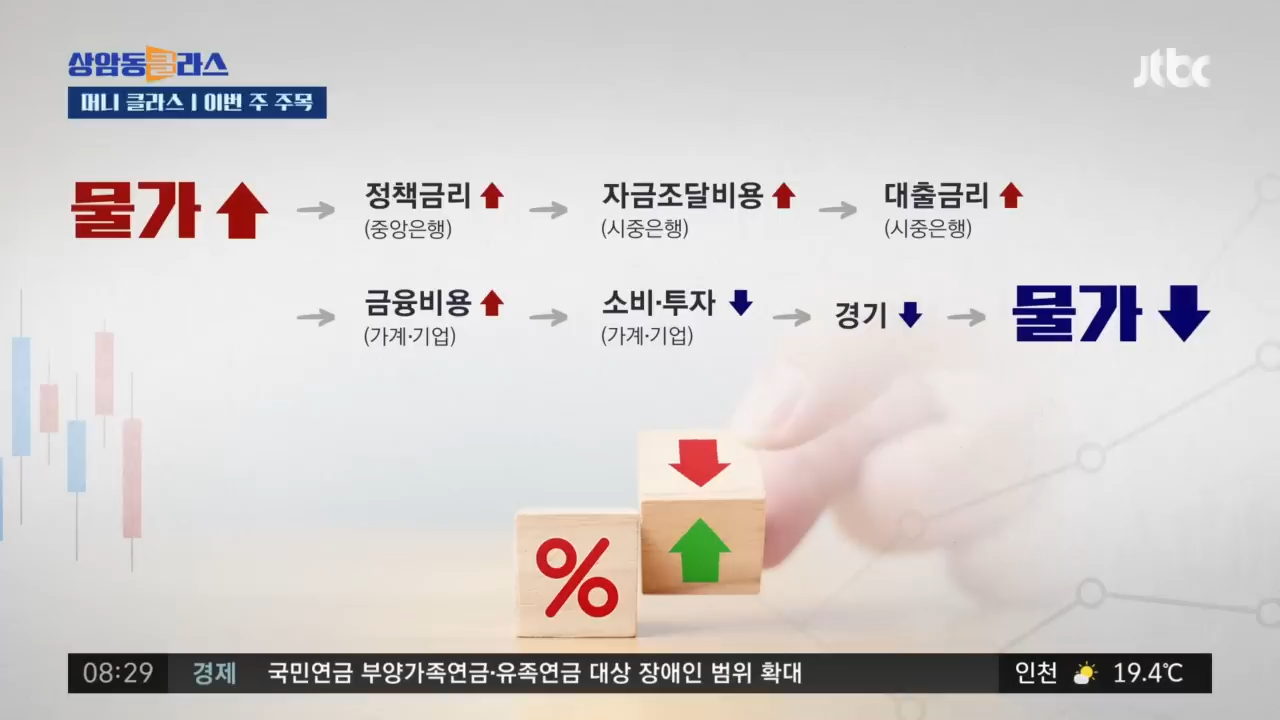 상암동클라스
jtbc
머니 클라스 | 이번 주 주목
물가 ↑ → 정책금리 ↑ → 자금조달비용 ↑ → 대출금리 ↑
(중앙은행) (시중은행) (시중은행)
→ 금융비용 ↑ → 소비·투자 ↓ → 경기 ↓ → 물가 ↓
(가계·기업) (가계·기업)
%
08:29 경제 국민연금 부양가족연금·유족연금 대상 장애인 범위 확대 인천 19.4℃